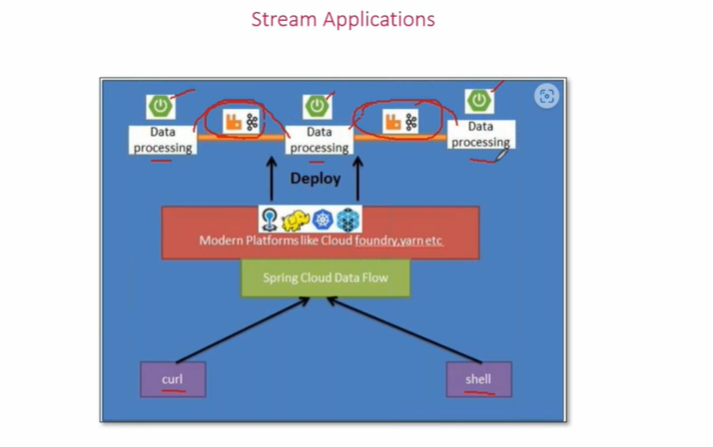 Stream Applications
Data
processing
Data
processing
Data
processing
Deploy
Modern Platforms like Cloud foundry,yarn etc
Spring Cloud Data Flow
curl
shell